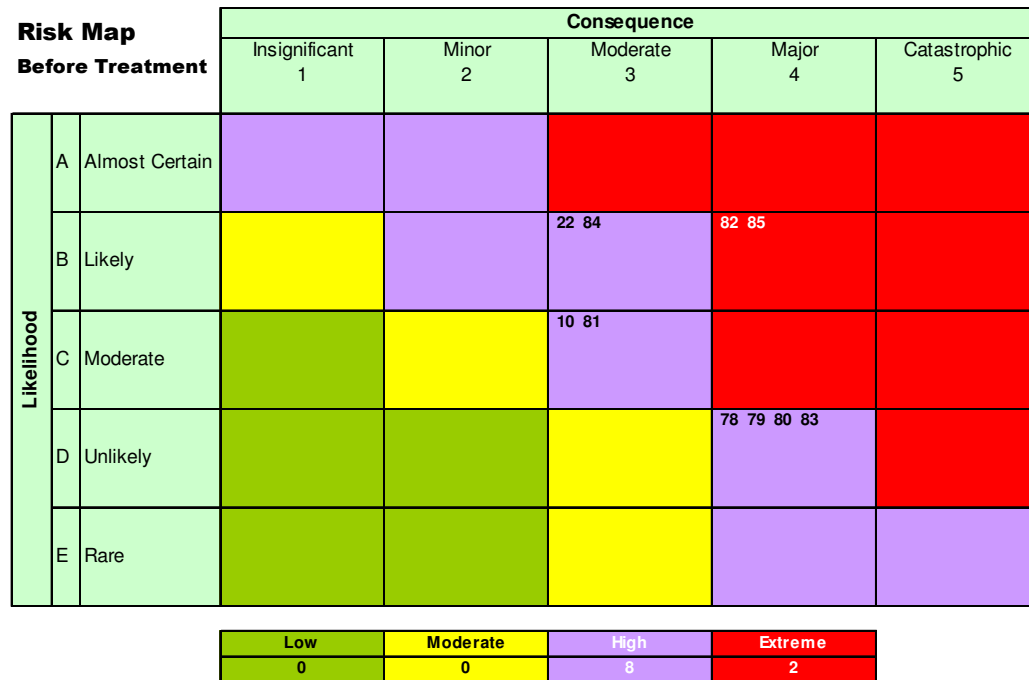 Risk Map
Before Treatment
Consequence
Insignificant Minor Moderate Major Catastrophic
1 2 3 4 5
Likelihood
A Almost Certain
B Likely 22 84 82 85
C Moderate 10 81
D Unlikely 78 79 80 83
E Rare
Low Moderate High Extreme
0 0 8 2